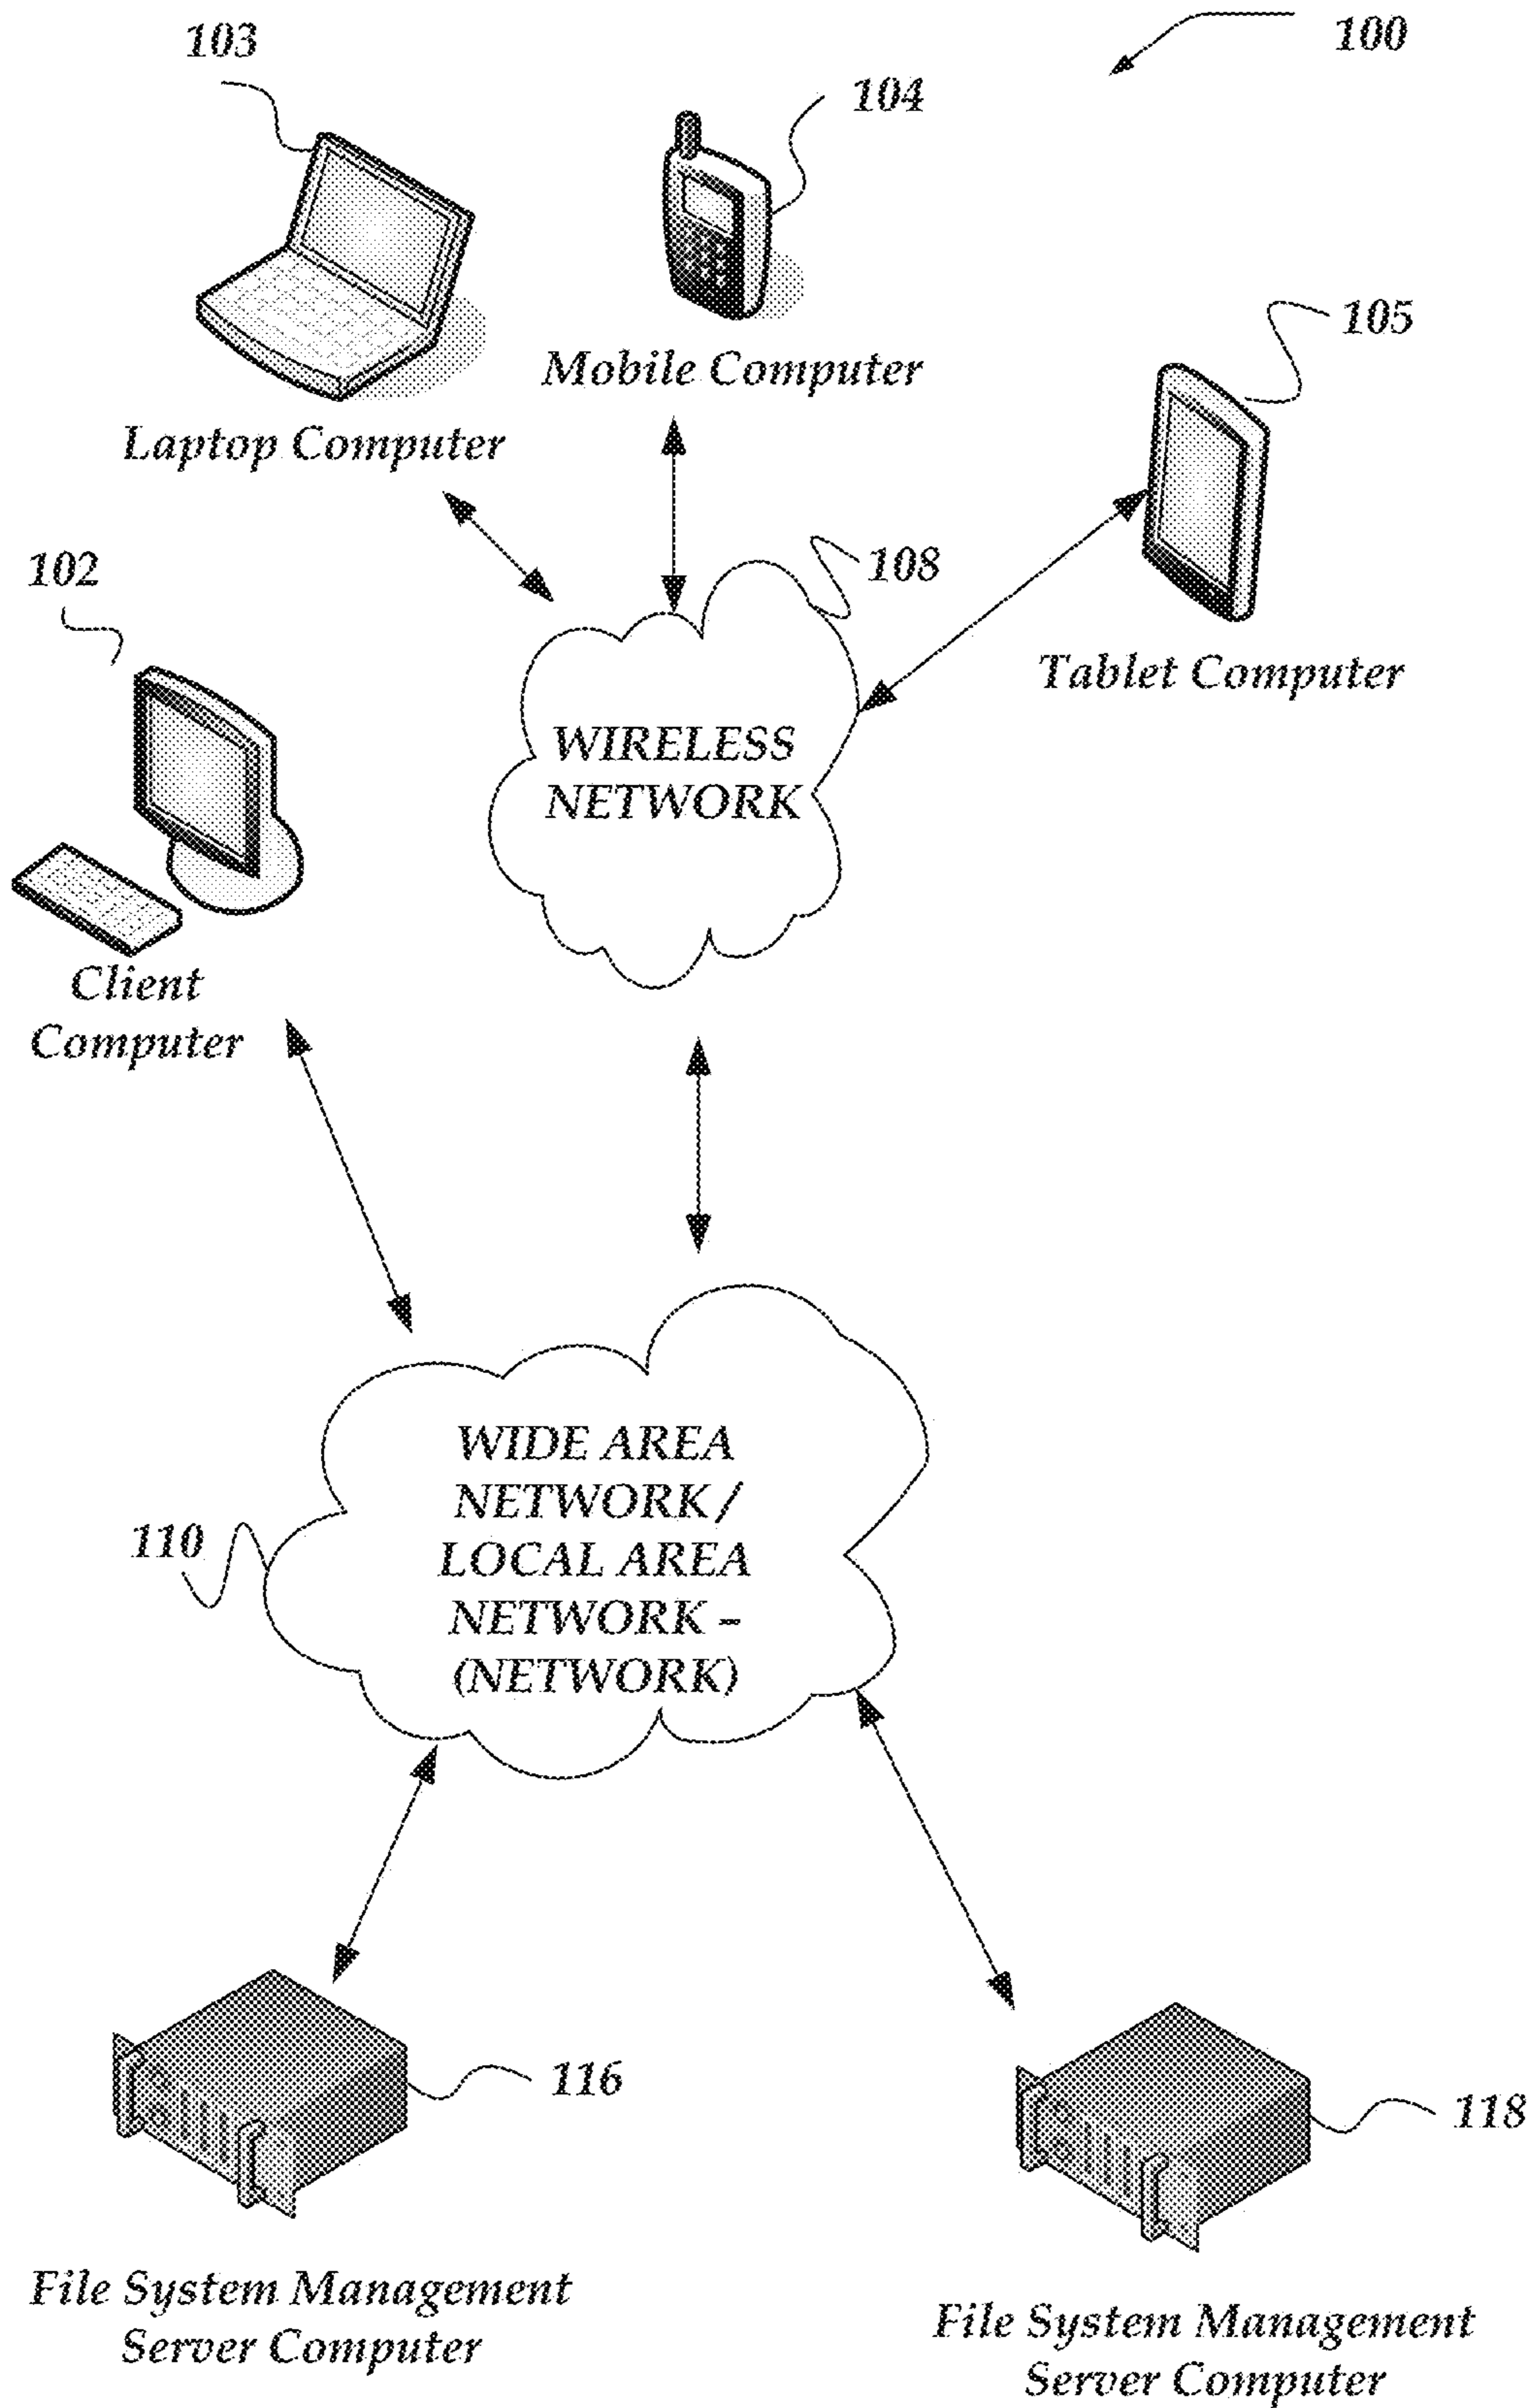 100
103
104
Mobile Computer
105
Laptop Computer
108
Tablet Computer
102
WIRELESS
NETWORK
Client
Computer
WIDE AREA
NETWORK /
LOCAL AREA
NETWORK –
(NETWORK)
110
116
118
File System Management
Server Computer
File System Management
Server Computer